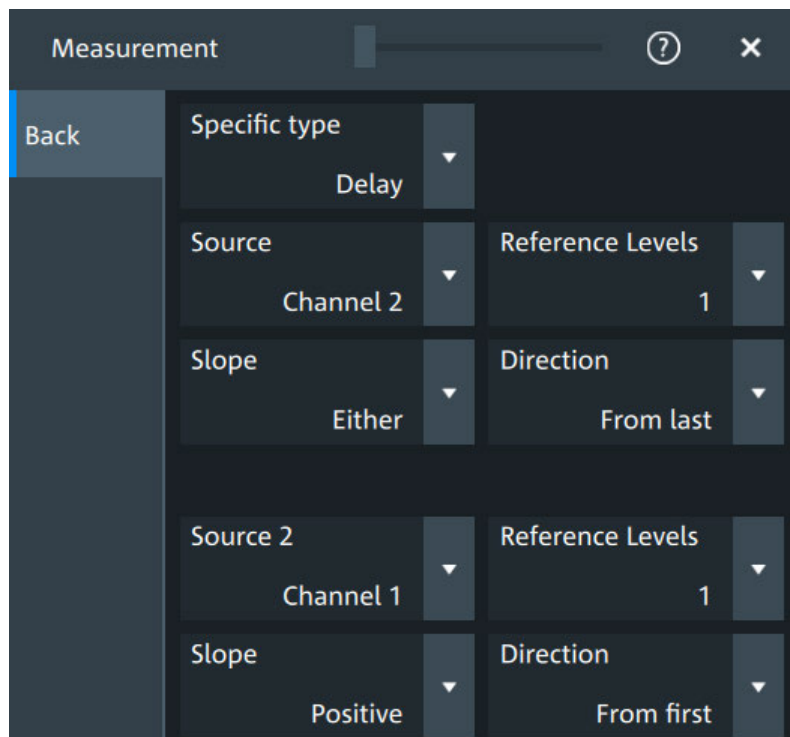 Measurement ? ×
Back
Specific type
Delay
Source
Channel 2
Reference Levels
1
Slope
Either
Direction
From last
Source 2
Channel 1
Reference Levels
1
Slope
Positive
Direction
From first